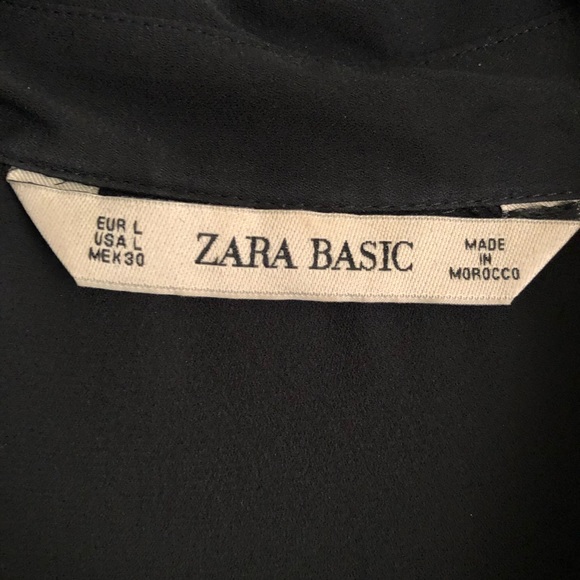 EUR L
USA L
MEX 30
ZARA BASIC
MADE
IN
MOROCCO